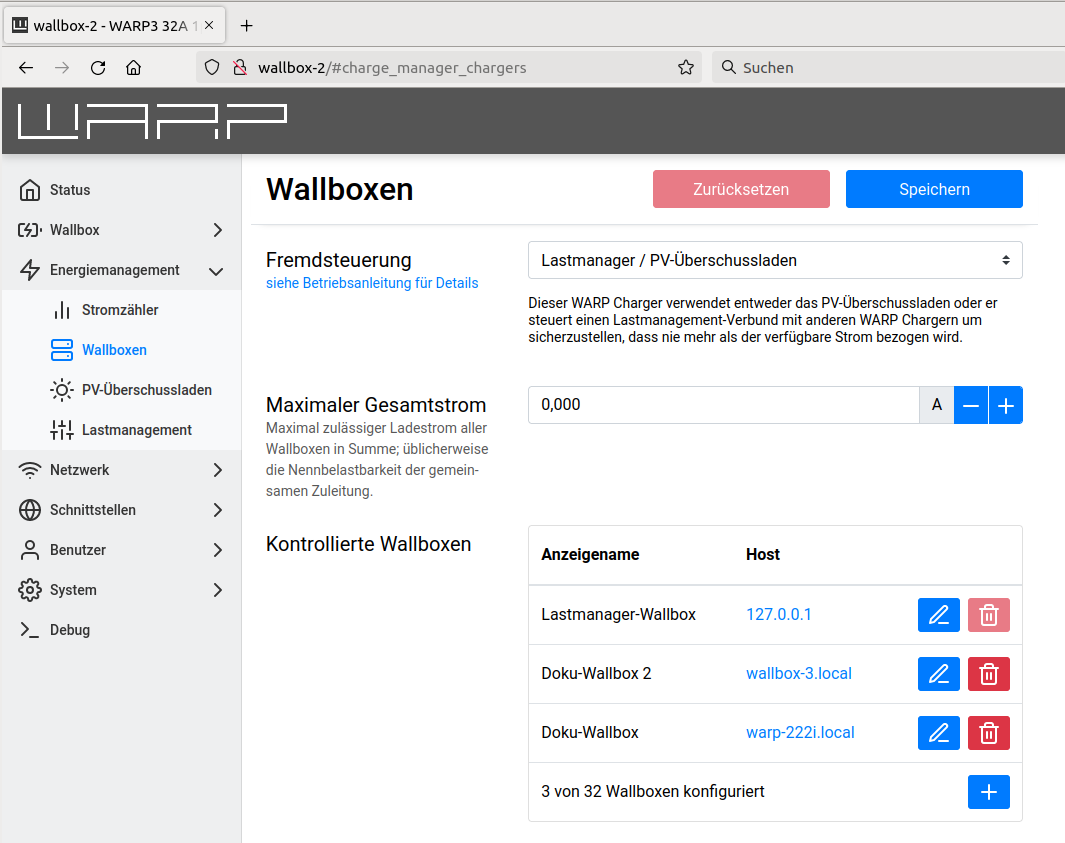 wallbox-2 - WARP3 32A
wallbox-2/#charge_manager_chargers
Suchen
WARP
Status
Wallbox
Energiemanagement
Stromzähler
Wallboxen
PV-Überschussladen
Lastmanagement
Netzwerk
Schnittstellen
Benutzer
System
Debug
Wallboxen
Zurücksetzen
Speichern
Fremdsteuerung
siehe Betriebsanleitung für Details
Lastmanager / PV-Überschussladen
Dieser WARP Charger verwendet entweder das PV-Überschussladen oder er
steuert einen Lastmanagement-Verbund mit anderen WARP Chargern um
sicherzustellen, dass nie mehr als der verfügbare Strom bezogen wird.
Maximaler Gesamtstrom
Maximal zulässiger Ladestrom aller
Wallboxen in Summe; üblicherweise
die Nennbelastbarkeit der gemein-
samen Zuleitung.
0,000
A
Kontrollierte Wallboxen
Anzeigename Host
Lastmanager-Wallbox 127.0.0.1
Doku-Wallbox 2 wallbox-3.local
Doku-Wallbox warp-222i.local
3 von 32 Wallboxen konfiguriert